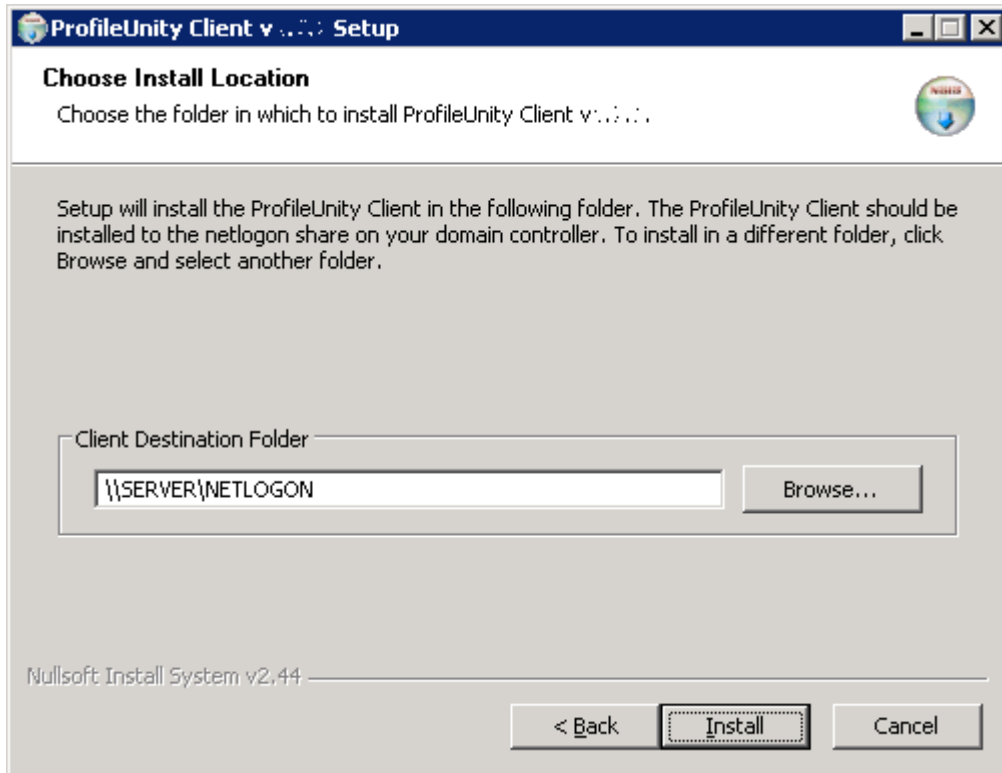 ProfileUnity Client v Setup
Choose Install Location
Choose the folder in which to install ProfileUnity Client v
Setup will install the ProfileUnity Client in the following folder. The ProfileUnity Client should be
installed to the netlogon share on your domain controller. To install in a different folder, click
Browse and select another folder.
Client Destination Folder
\\SERVER\NETLOGON
Browse...
Nullsoft Install System v2.44
< Back
Install
Cancel